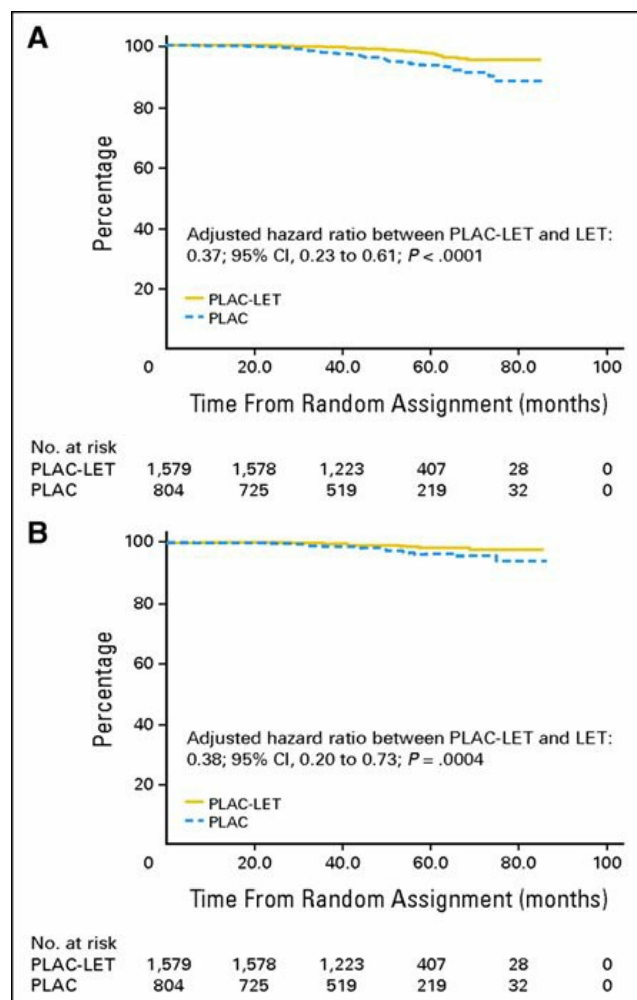 A
100
80
60
40
20
0
Percentage
Adjusted hazard ratio between PLAC-LET and LET:
0.37; 95% CI, 0.23 to 0.61; P < .0001
PLAC-LET
PLAC
20.0 40.0 60.0 80.0 100
Time From Random Assignment (months)
No. at risk
PLAC-LET 1,579 1,578 1,223 407 28 0
PLAC 804 725 519 219 32 0
B
100
80
60
40
20
0
Percentage
Adjusted hazard ratio between PLAC-LET and LET:
0.38; 95% CI, 0.20 to 0.73; P = .0004
PLAC-LET
PLAC
20.0 40.0 60.0 80.0 100
Time From Random Assignment (months)
No. at risk
PLAC-LET 1,579 1,578 1,223 407 28 0
PLAC 804 725 519 219 32 0